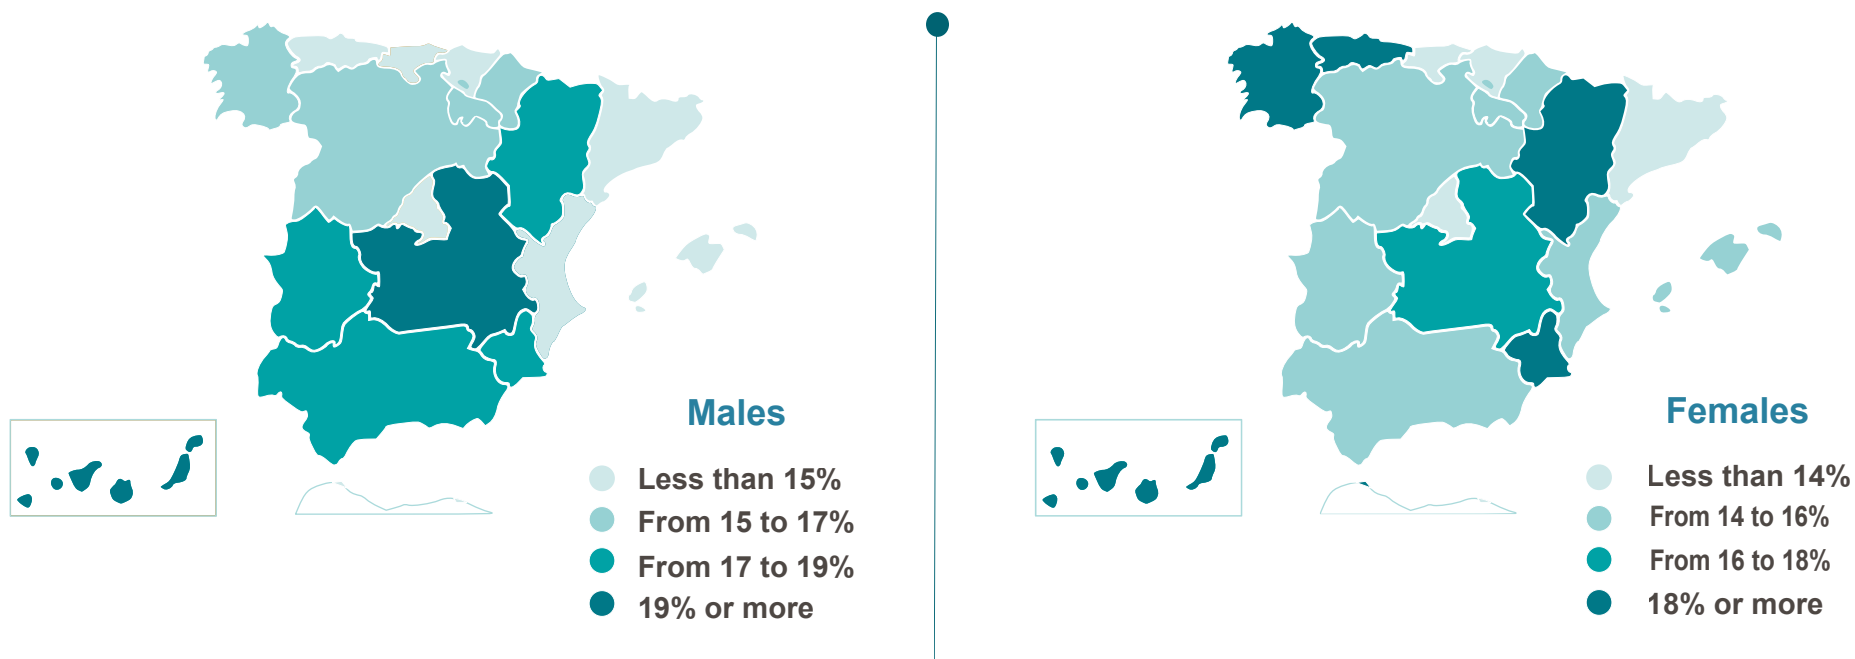 Males
Less than 15%
From 15 to 17%
From 17 to 19%
19% or more
Females
Less than 14%
From 14 to 16%
From 16 to 18%
18% or more